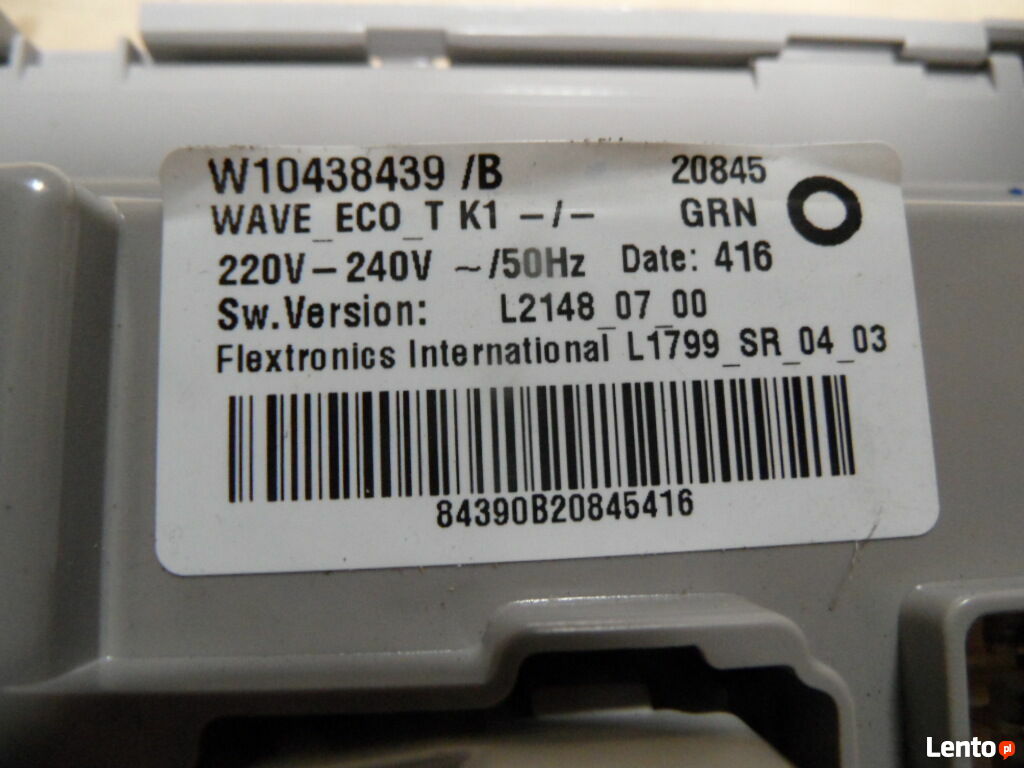 W10438439 /B 20845
WAVE_ECO_T K1 -/- GRN
220V-240V ~/50Hz Date: 416
Sw.Version: L2148_07_00
Flextronics International L1799_SR_04_03
84390B20845416
Lento pl